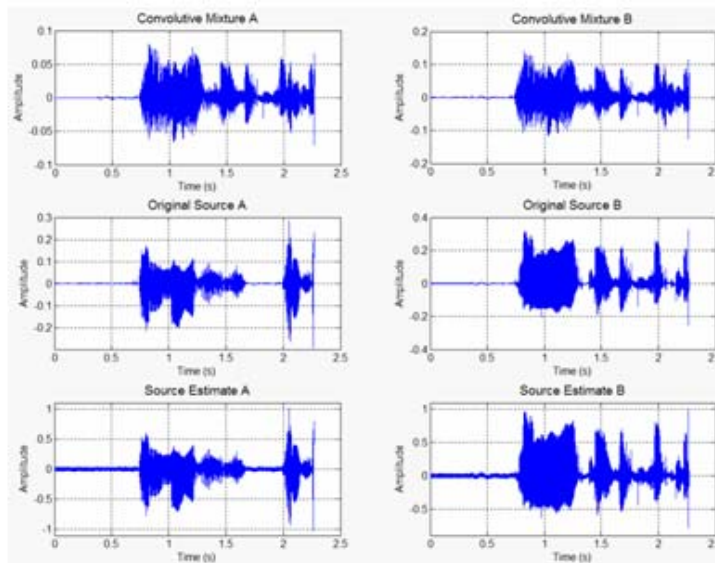 Convolutive Mixture A
Amplitude
0.1
0.05
0
-0.05
-0.1
0 0.5 1 1.5 2 2.5
Time (s)
Convolutive Mixture B
Amplitude
0.2
0.1
0
-0.1
-0.2
0 0.5 1 1.5 2 2.5
Time (s)
Original Source A
Amplitude
0.3
0.2
0.1
0
-0.1
-0.2
0 0.5 1 1.5 2 2.5
Time (s)
Original Source B
Amplitude
0.4
0.2
0
-0.2
-0.4
0 0.5 1 1.5 2 2.5
Time (s)
Source Estimate A
Amplitude
1
0.5
0
-0.5
-1
0 0.5 1 1.5 2 2.5
Time (s)
Source Estimate B
Amplitude
1
0.5
0
-0.5
0 0.5 1 1.5 2 2.5
Time (s)